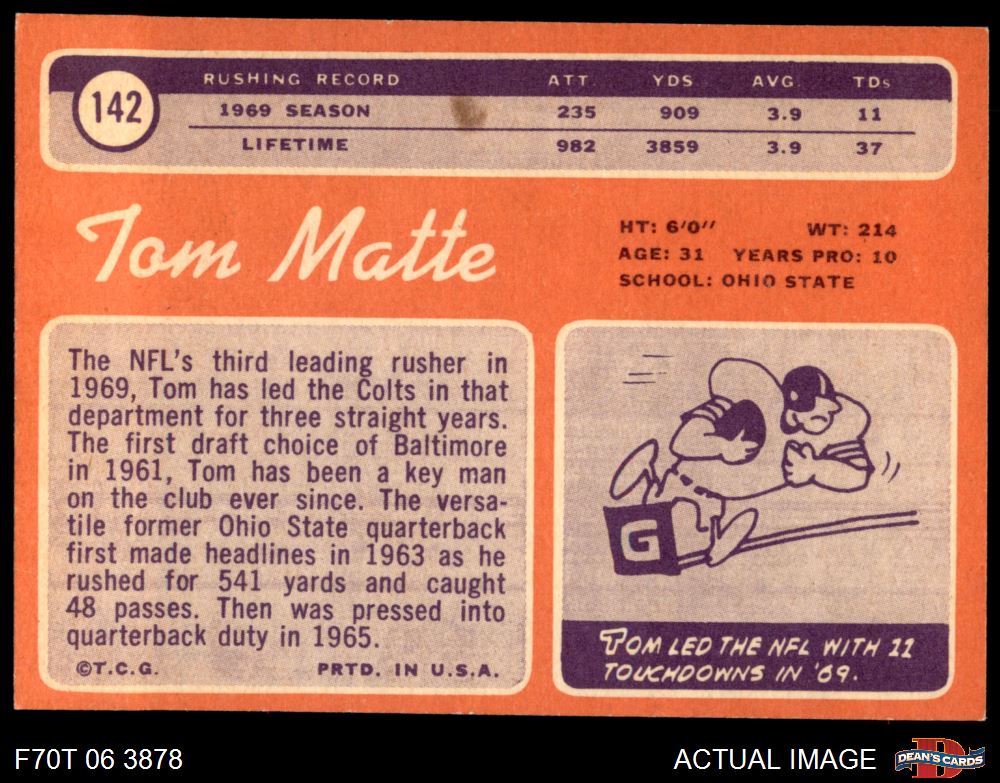 142
RUSHING RECORD ATT YDS AVG. TDs
1969 SEASON 235 909 3.9 11
LIFETIME 982 3859 3.9 37
Tom Matte
HT: 6'0" WT: 214
AGE: 31 YEARS PRO: 10
SCHOOL: OHIO STATE
The NFL's third leading rusher in
1969, Tom has led the Colts in that
department for three straight years.
The first draft choice of Baltimore
in 1961, Tom has been a key man
on the club ever since. The versa-
tile former Ohio State quarterback
first made headlines in 1963 as he
rushed for 541 yards and caught
48 passes. Then was pressed into
quarterback duty in 1965.
©T.C.G. PRTD. IN U.S.A.
G
TOM LED THE NFL WITH 11
TOUCHDOWNS IN '69.
F70T 06 3878 ACTUAL IMAGE
D
DEAN'S CARDS